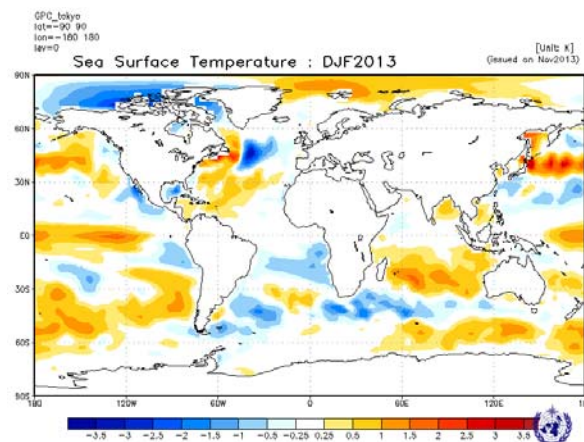 GPC_tokyo
lat=-90 90
lon=-180 180
lev=0
[Unit: K]
Sea Surface Temperature : DJF2013
(issued on Nov2013)
90N
60N
30N
EQ
30S
60S
90S
180 120W 60W 0 60E 120E 180
-3.5 -3 -2.5 -2 -1.5 -1 -0.5 -0.25 0.25 0.5 1 1.5 2 2.5 3 3.5